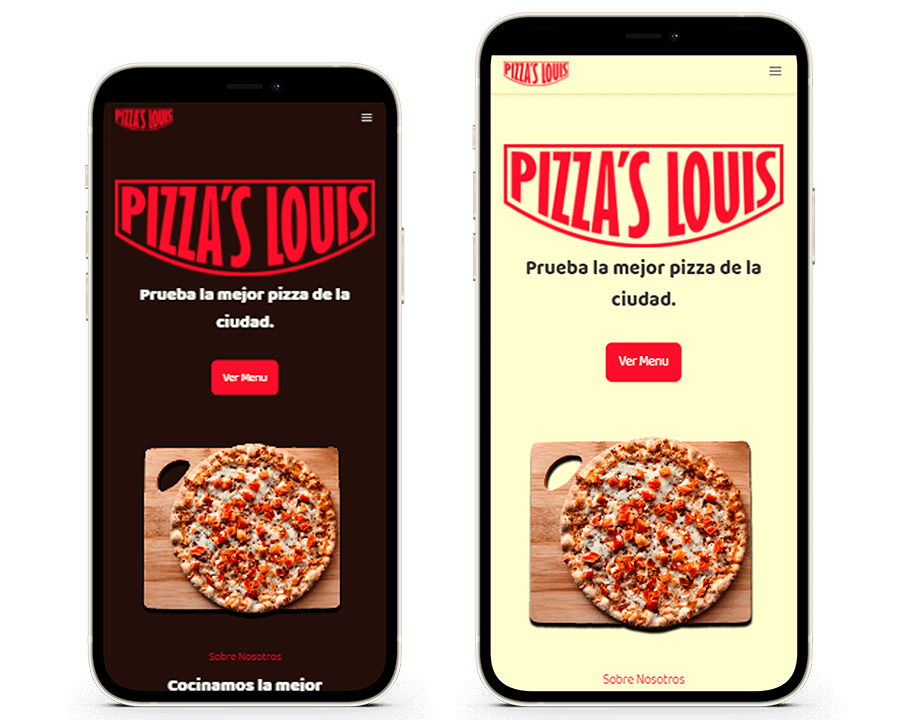 PIZZA'S LOUIS
PIZZA'S LOUIS
Prueba la mejor pizza de la
ciudad.
Ver Menu
Sobre Nosotros
Cocinamos la mejor
PIZZA'S LOUIS
PIZZA'S LOUIS
Prueba la mejor pizza de la
ciudad.
Ver Menu
Sobre Nosotros